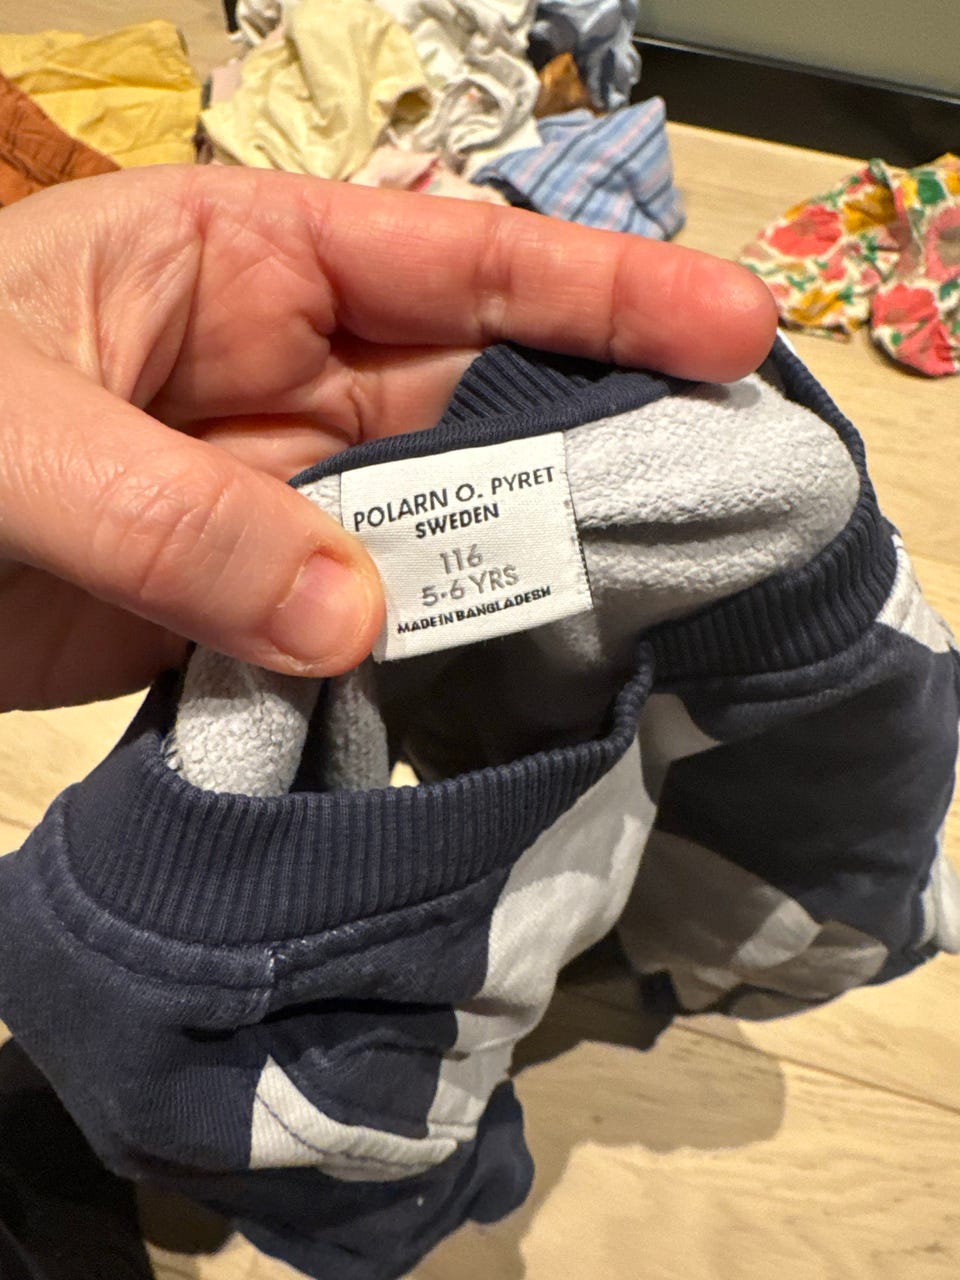 POLARN O. PYRET
SWEDEN
116
5-6 YRS
MADE IN BANGLADESH